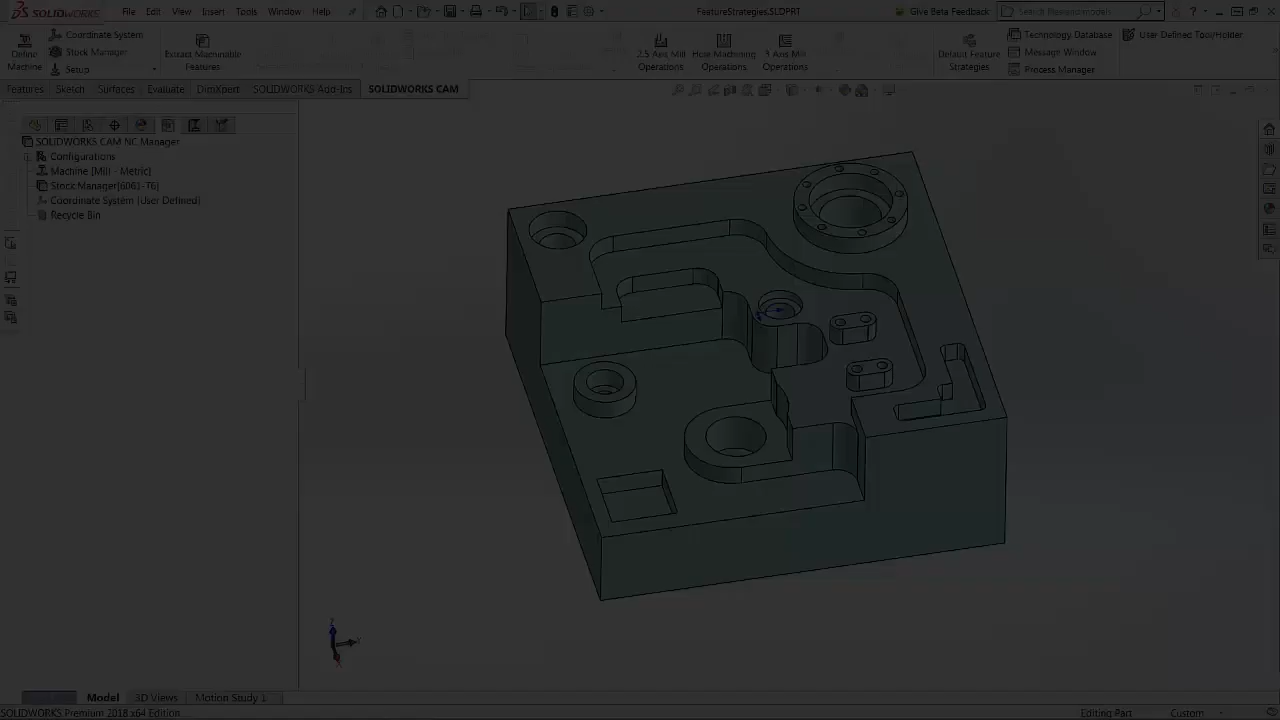 SOLIDWORKS File Edit View Insert Tools Window Help FeatureStrategies.SLDPRT Give Beta Feedback
Coordinate System
Stock Manager
Setup
Define Machine
Extract Machinable Features
2.5 Axis Mill Operations
Hole Machining Operations
3 Axis Mill Operations
Default Feature Strategies
Technology Database
Message Window
Process Manager
User Defined Tool/Holder
Features Sketch Surfaces Evaluate DimXpert SOLIDWORKS Add-Ins SOLIDWORKS CAM
SOLIDWORKS CAM NC Manager
Configurations
Machine [Mill - Metric]
Stock Manager[6061-T6]
Coordinate System [User Defined]
Recycle Bin
Model 3D Views Motion Study 1
SOLIDWORKS Premium 2018 x64 Edition Editing Part Custom